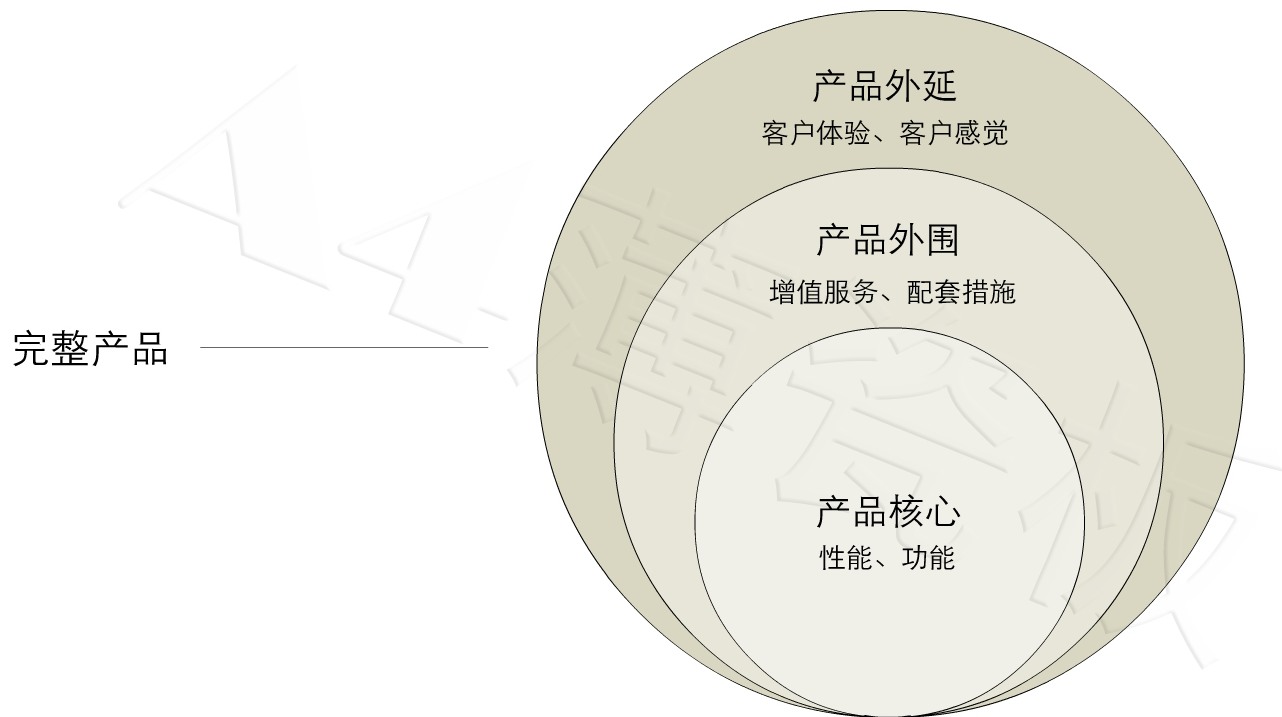 产品外延
客户体验、客户感觉
产品外围
增值服务、配套措施
完整产品
产品核心
性能、功能